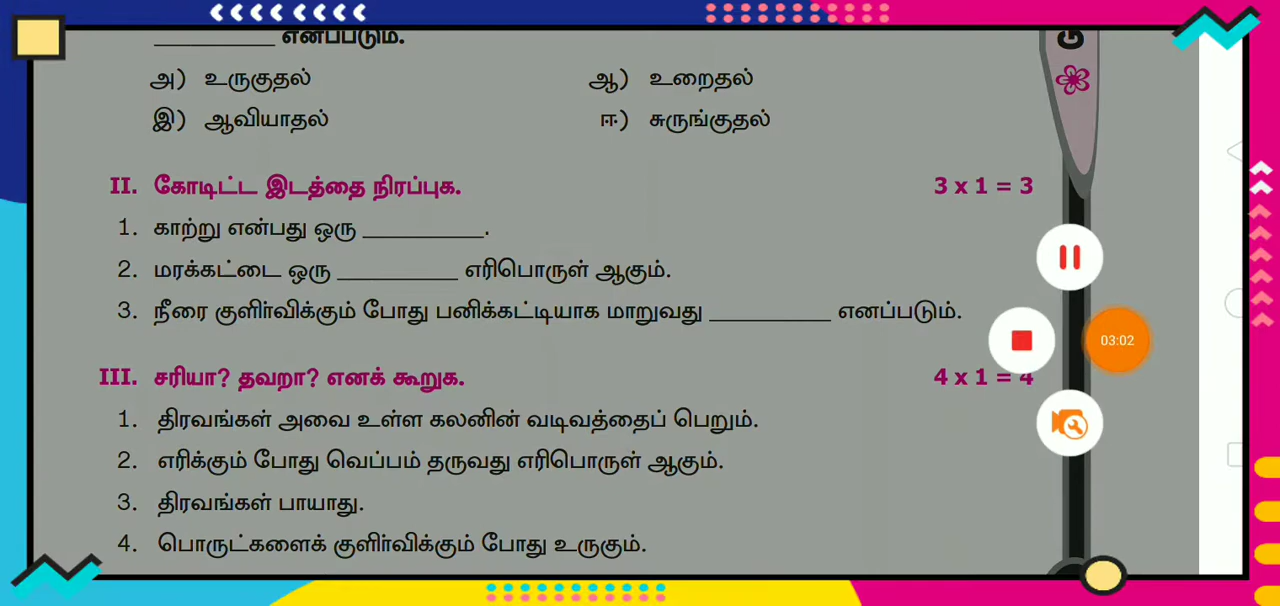 __________ எனப்படும்.
அ) உருகுதல் ஆ) உறைதல்
இ) ஆவியாதல் ஈ) சுருங்குதல்
II. கோடிட்ட இடத்தை நிரப்புக. 3 x 1 = 3
1. காற்று என்பது ஒரு __________.
2. மரக்கட்டை ஒரு __________ எரிபொருள் ஆகும்.
3. நீரை குளிர்விக்கும் போது பனிக்கட்டியாக மாறுவது __________ எனப்படும்.
03:02
III. சரியா? தவறா? எனக் கூறுக. 4 x 1 = 4
1. திரவங்கள் அவை உள்ள கலனின் வடிவத்தைப் பெறும்.
2. எரிக்கும் போது வெப்பம் தருவது எரிபொருள் ஆகும்.
3. திரவங்கள் பாயாது.
4. பொருட்களைக் குளிர்விக்கும் போது உருகும்.